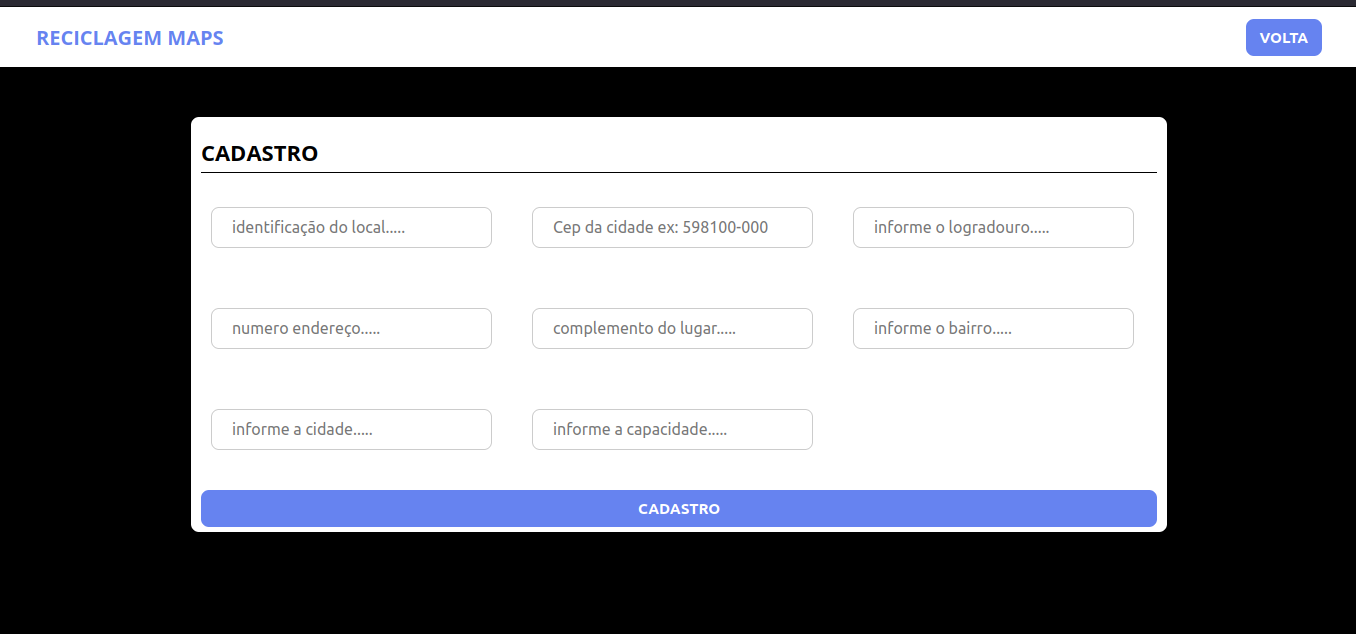 RECICLAGEM MAPS
VOLTA
CADASTRO
identificação do local.....
Cep da cidade ex: 598100-000
informe o logradouro.....
numero endereço.....
complemento do lugar.....
informe o bairro.....
informe a cidade.....
informe a capacidade.....
CADASTRO